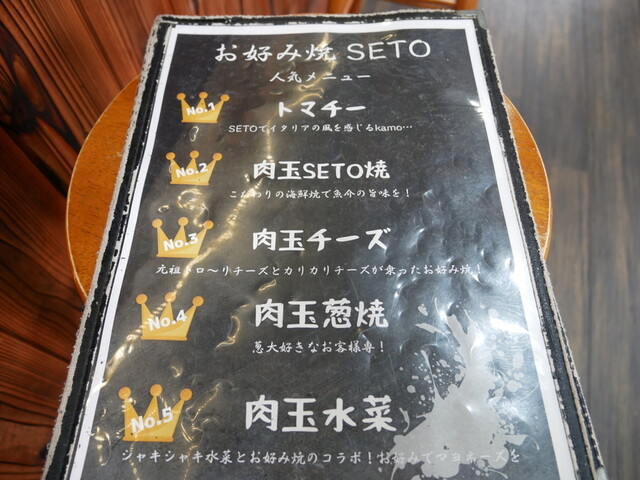 お好み焼 SETO
人気メニュー
No.1
トマチー
SETOでイタリアの風を感じるkamo…
No.2
肉玉SETO焼
こだわりの海鮮焼で魚介の旨味を！
No.3
肉玉チーズ
元祖トロ〜リチーズとカリカリチーズが乗ったお好み焼！
No.4
肉玉葱焼
葱大好きなお客様専！
No.5
肉玉水菜
シャキシャキ水菜とお好み焼のコラボ！お好みでマヨネーズを